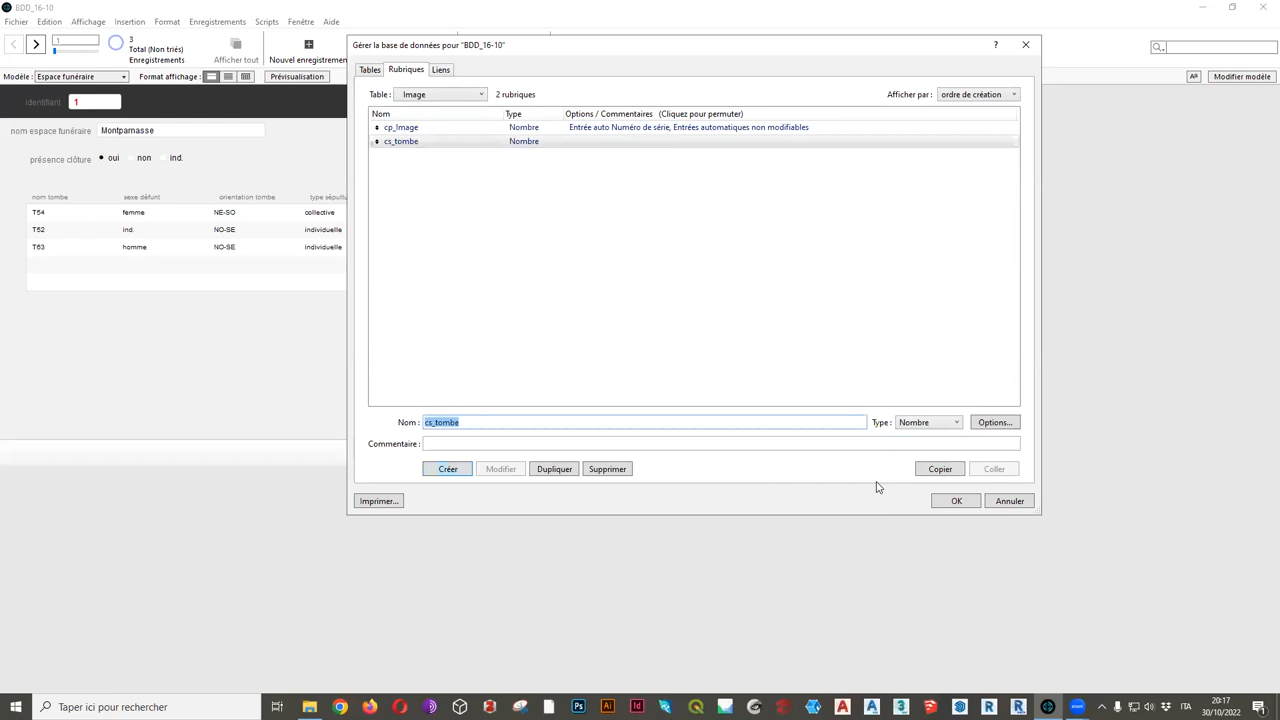 BDD_16-10
Fichier Edition Affichage Insertion Format Enregistrements Scripts Fenêtre Aide
1
3
Total (Non triés)
Enregistrements
Afficher tout
Nouvel enregistremen
Modèle : Espace funéraire
Format affichage :
Prévisualisation
Modifier modèle
Identifiant 1
nom espace funéraire Montparnasse
présence clôture oui non ind.
nom tombe sexe défunt orientation tombe type sépultu
T54 femme NE-SO collective
T52 ind. NO-SE individuelle
T63 homme NO-SE individuelle
Gérer la base de données pour "BDD_16-10"
?
Tables Rubriques Liens
Table : Image 2 rubriques Afficher par : ordre de création
Nom Type Options / Commentaires (Cliquez pour permuter)
cp_Image Nombre Entrée auto Numéro de série, Entrées automatiques non modifiables
cs_tombe Nombre
Nom : cs_tombe Type : Nombre Options...
Commentaire :
Créer Modifier Dupliquer Supprimer Copier Coller
Imprimer... OK Annuler
Taper ici pour rechercher
ITA
20:17
30/10/2022